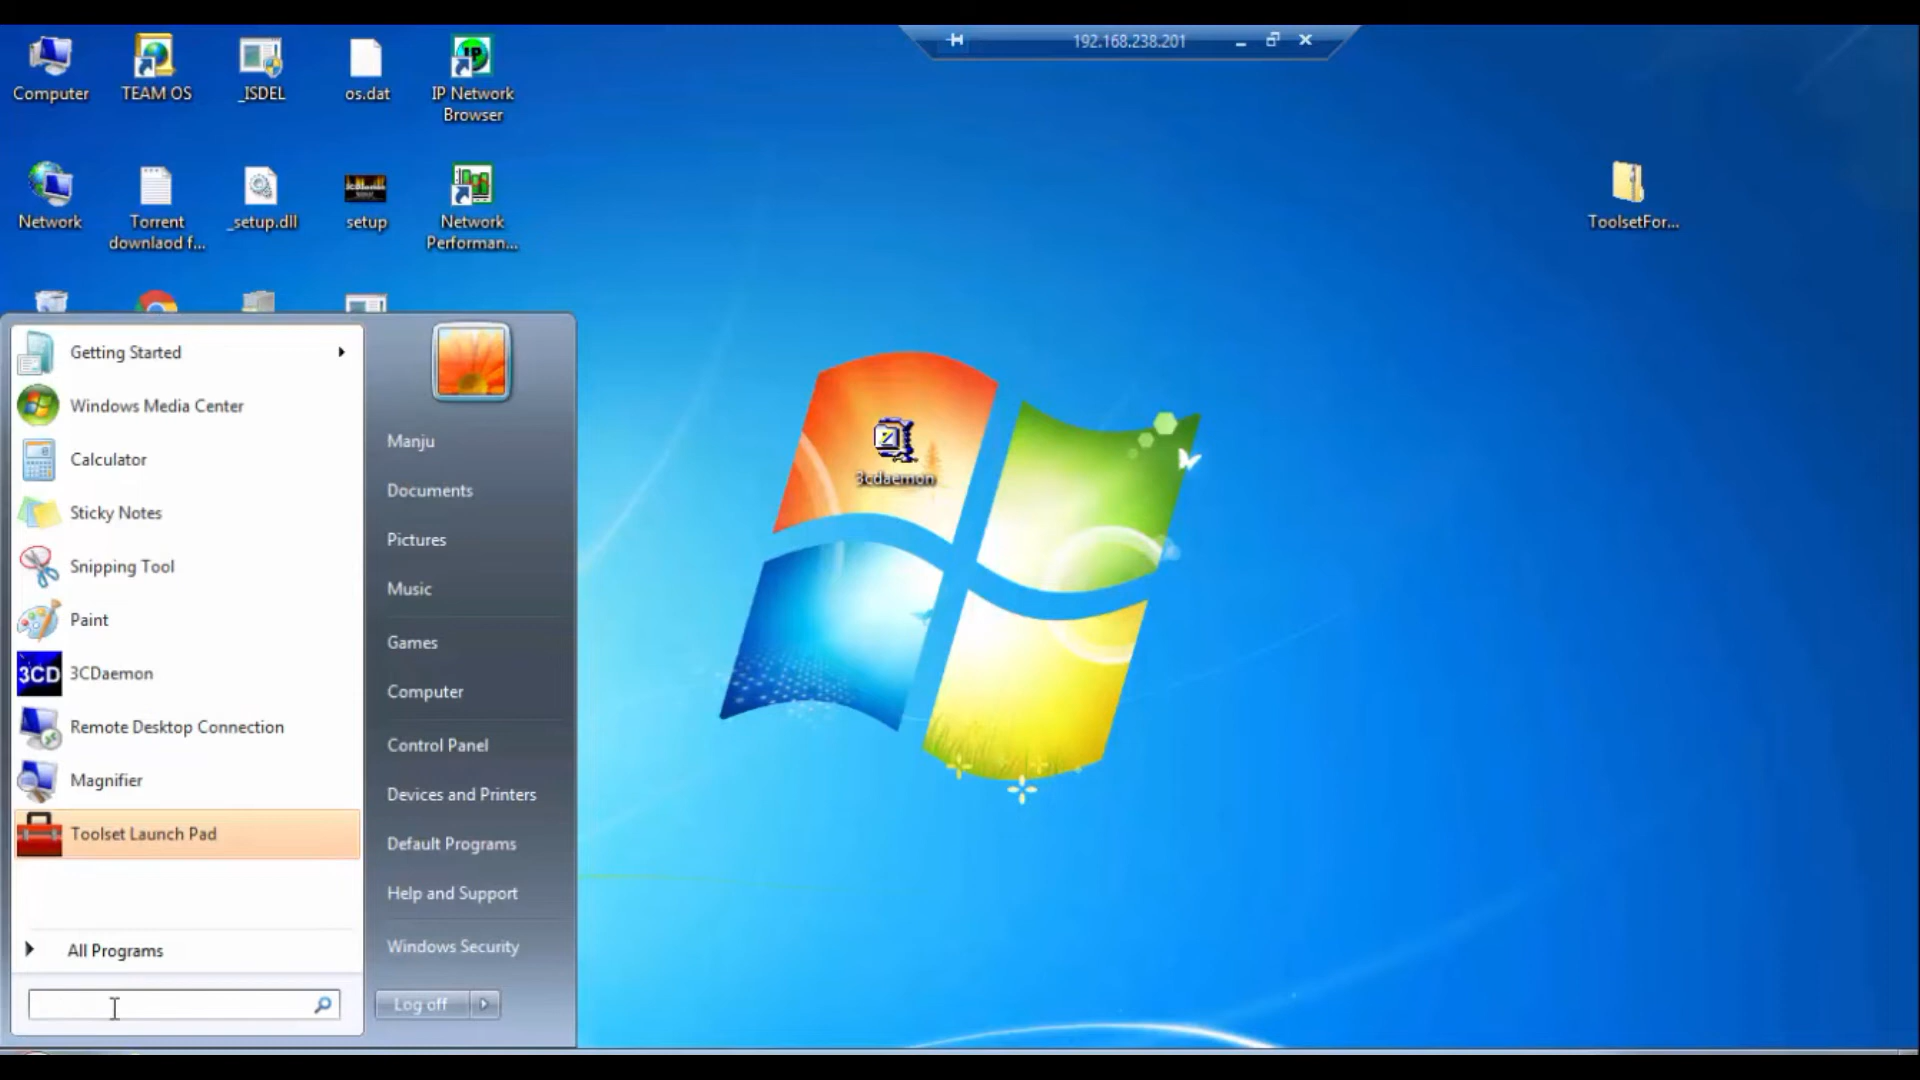 192.168.238.201
Computer
TEAM OS
_ISDEL
os.dat
IP Network
Browser
Network
Torrent
downlaod f...
_setup.dll
setup
Network
Performan...
ToolsetFor...
3cdaemon
Getting Started
Windows Media Center
Calculator
Sticky Notes
Snipping Tool
Paint
3CD
3CDaemon
Remote Desktop Connection
Magnifier
Toolset Launch Pad
All Programs
Manju
Documents
Pictures
Music
Games
Computer
Control Panel
Devices and Printers
Default Programs
Help and Support
Windows Security
Log off